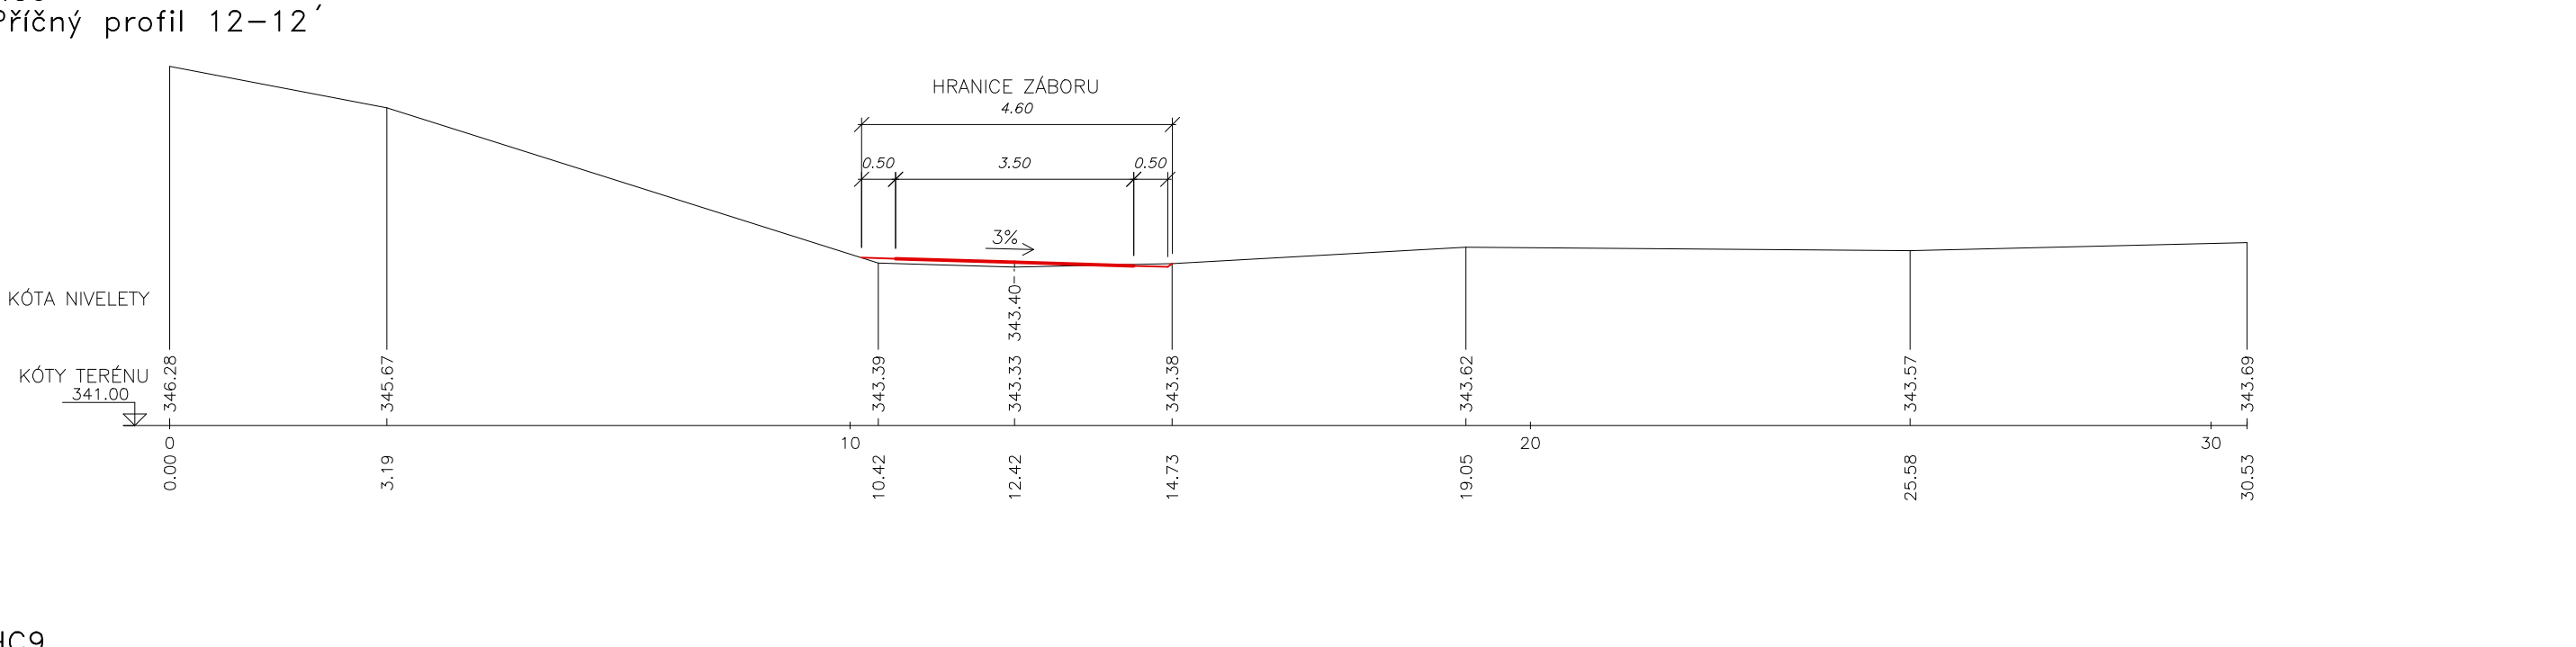 Příčný profil 12-12´
HRANICE ZÁBORU
4.60
0.50 3.50 0.50
3%
KÓTA NIVELETY
343.40
KÓTY TERÉNU
341.00
346.28 345.67 343.39 343.33 343.38 343.62 343.57 343.69
0 10 20 30
0.00 3.19 10.42 12.42 14.73 19.05 25.58 30.53